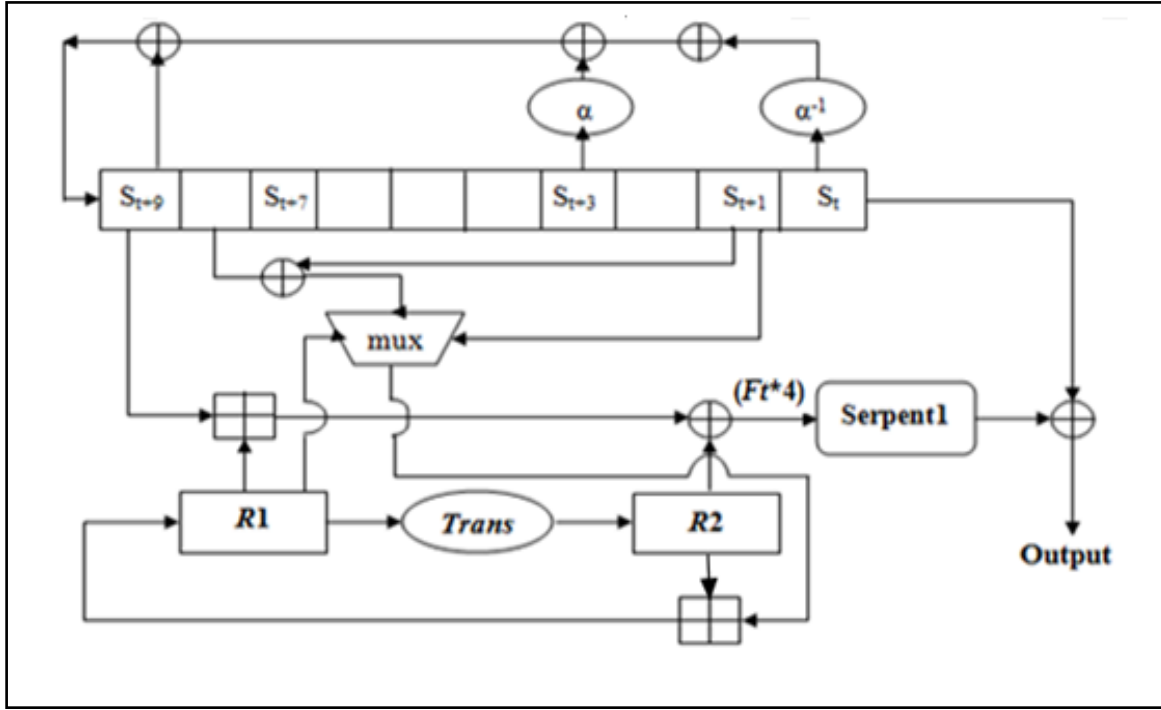 α
α⁻¹
Sₜ₊₉ Sₜ₊₇ Sₜ₊₃ Sₜ₊₁ Sₜ
mux
(Ft*4)
Serpent1
R1
Trans
R2
Output